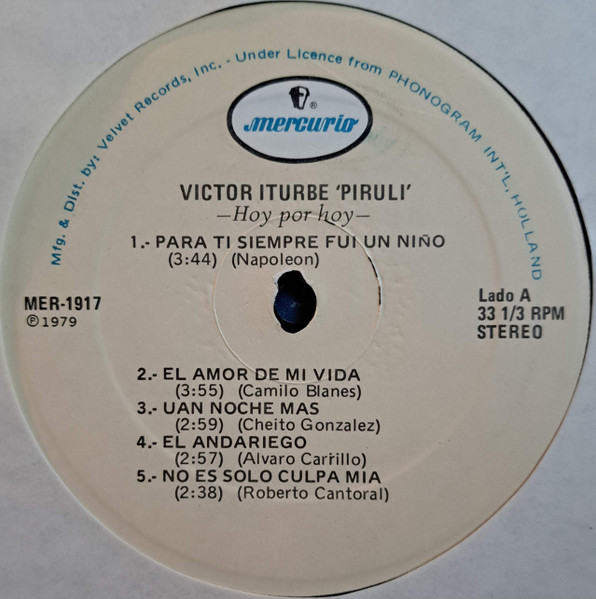 Mfg. & Dist. by: Velvet Records, Inc. - Under Licence from PHONOGRAM INT'L, HOLLAND
®
mercurio
VICTOR ITURBE 'PIRULI'
—Hoy por hoy—
1.- PARA TI SIEMPRE FUI UN NIÑO
(3:44) (Napoleon)
MER-1917
Ⓟ 1979
Lado A
33 1/3 RPM
STEREO
2.- EL AMOR DE MI VIDA
(3:55) (Camilo Blanes)
3.- UAN NOCHE MAS
(2:59) (Cheito Gonzalez)
4.- EL ANDARIEGO
(2:57) (Alvaro Carrillo)
5.- NO ES SOLO CULPA MIA
(2:38) (Roberto Cantoral)